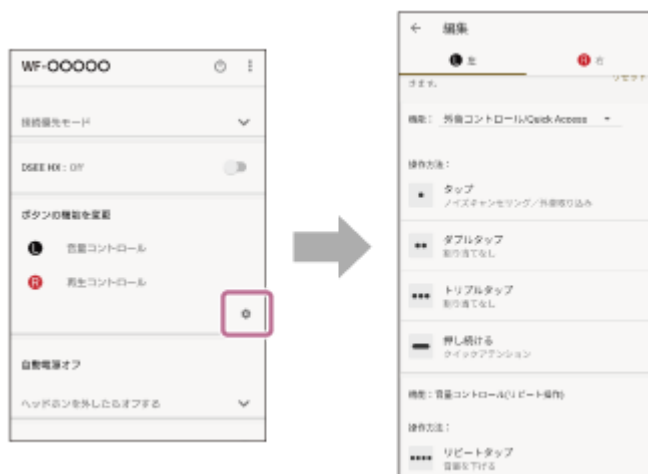 WF-OOOOO
接続優先モード
DSEE HX : Off
ボタンの機能を変更
L 音量コントロール
R 再生コントロール
自動電源オフ
ヘッドホンを外したらオフする
← 編集
L 左
R 右
きます。
リセット
機能： 外音コントロール/Quick Access
操作方法：
タップ
ノイズキャンセリング／外音取り込み
ダブルタップ
割り当てなし
トリプルタップ
割り当てなし
押し続ける
クイックアテンション
機能：音量コントロール(リピート操作)
操作方法：
リピートタップ
音量を下げる